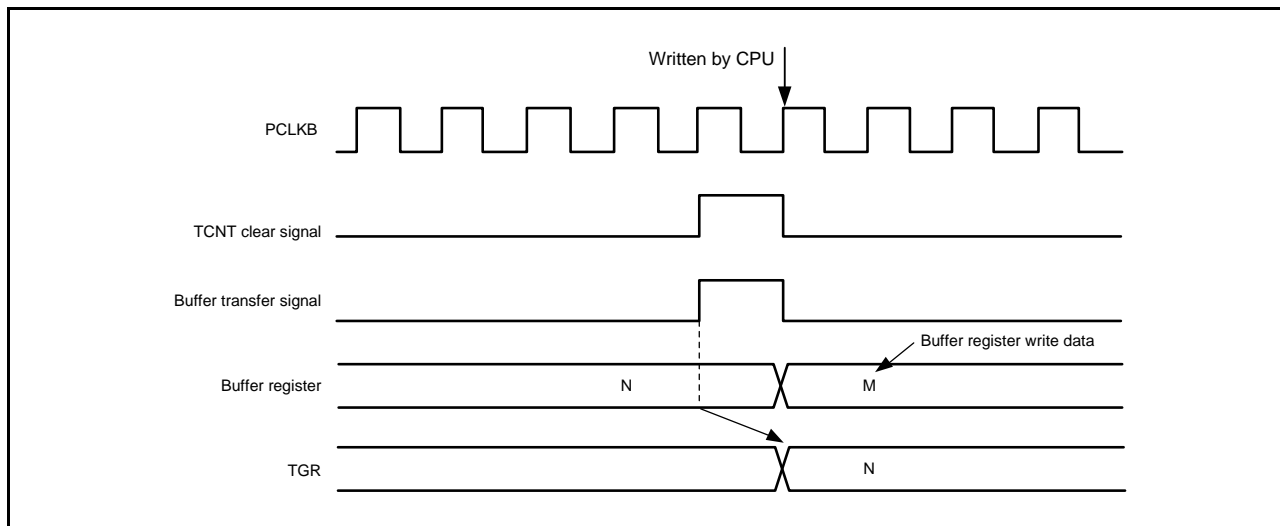 Written by CPU
PCLKB
TCNT clear signal
Buffer transfer signal
Buffer register write data
Buffer register
N
M
TGR
N